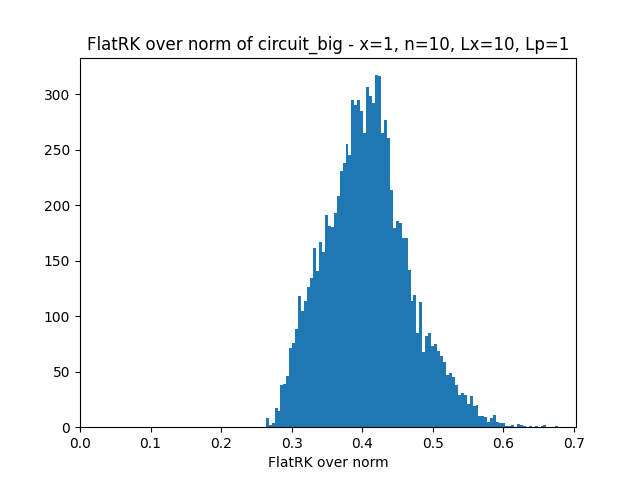 FlatRK over norm of circuit_big - x=1, n=10, Lx=10, Lp=1
300
250
200
150
100
50
0
0.0 0.1 0.2 0.3 0.4 0.5 0.6 0.7
FlatRK over norm